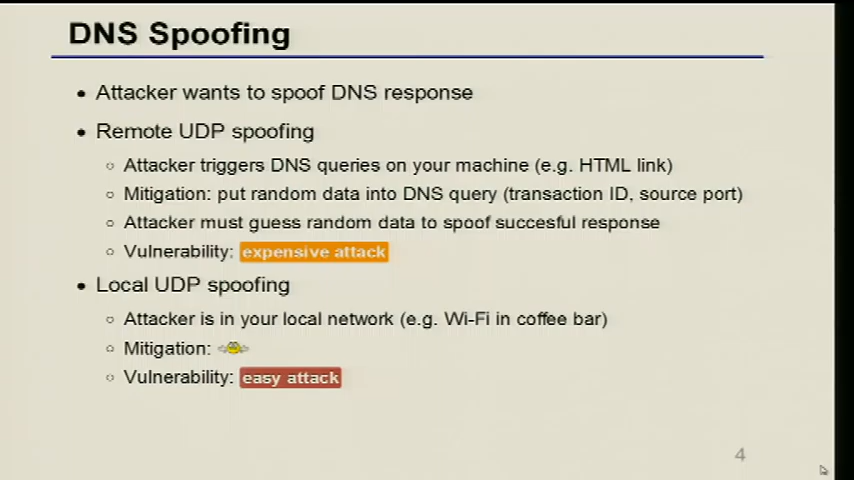 DNS Spoofing
• Attacker wants to spoof DNS response
• Remote UDP spoofing
○ Attacker triggers DNS queries on your machine (e.g. HTML link)
○ Mitigation: put random data into DNS query (transaction ID, source port)
○ Attacker must guess random data to spoof succesful response
○ Vulnerability: expensive attack
• Local UDP spoofing
○ Attacker is in your local network (e.g. Wi-Fi in coffee bar)
○ Mitigation:
○ Vulnerability: easy attack
4